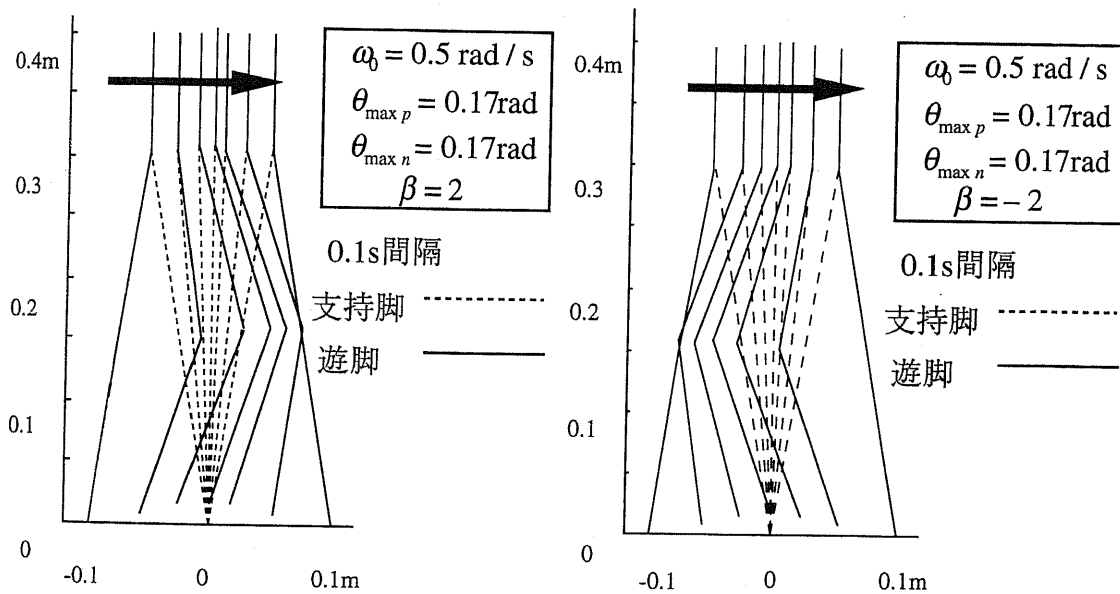 0.4m
0.3
0.2
0.1
0
-0.1 0 0.1m
ω₀ = 0.5 rad / s
θmax p = 0.17rad
θmax n = 0.17rad
β = 2
0.1s間隔
支持脚
遊脚
0.4m
0.3
0.2
0.1
0
-0.1 0 0.1m
ω₀ = 0.5 rad / s
θmax p = 0.17rad
θmax n = 0.17rad
β = - 2
0.1s間隔
支持脚
遊脚